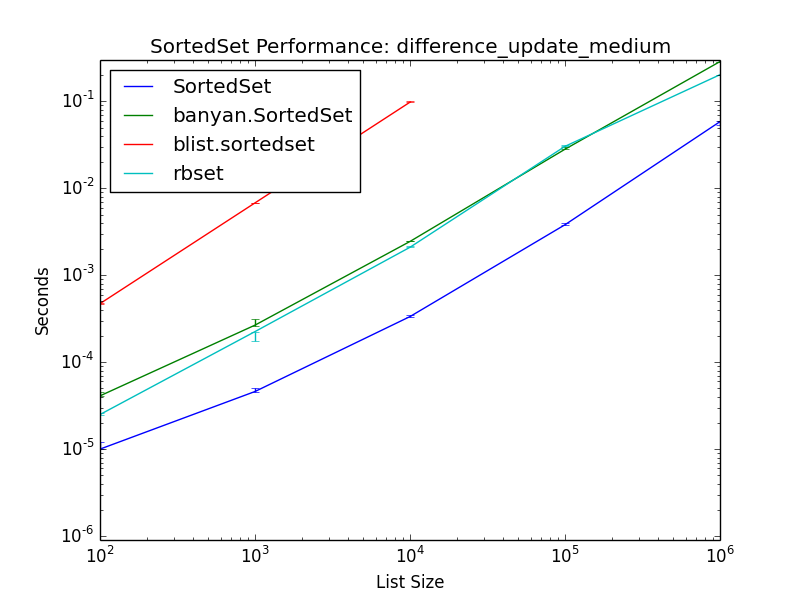 SortedSet Performance: difference_update_medium
SortedSet
banyan.SortedSet
blist.sortedset
rbset
Seconds
10⁻¹
10⁻²
10⁻³
10⁻⁴
10⁻⁵
10⁻⁶
10² 10³ 10⁴ 10⁵ 10⁶
List Size